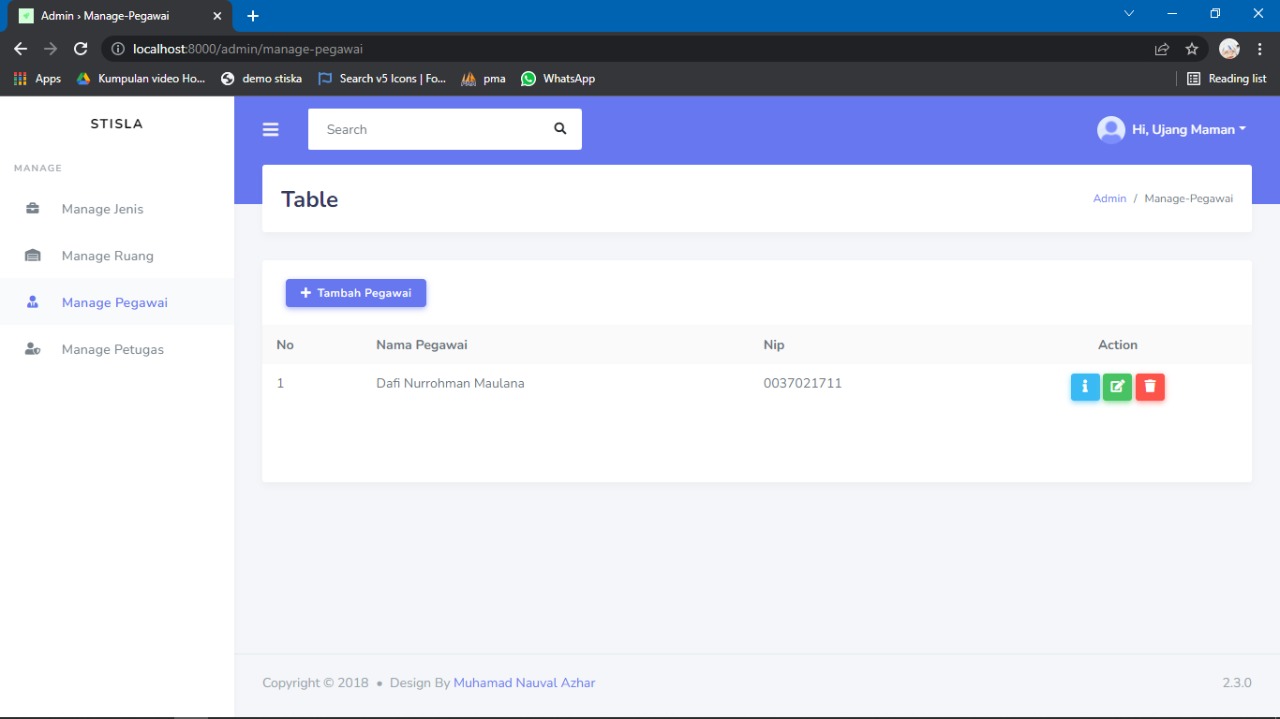 Admin › Manage-Pegawai
localhost:8000/admin/manage-pegawai
Apps
Kumpulan video Ho...
demo stiska
Search v5 Icons | Fo...
pma
WhatsApp
Reading list
STISLA
Search
Hi, Ujang Maman
MANAGE
Manage Jenis
Manage Ruang
Manage Pegawai
Manage Petugas
Table
Admin / Manage-Pegawai
+ Tambah Pegawai
No Nama Pegawai Nip Action
1 Dafi Nurrohman Maulana 0037021711
Copyright © 2018 • Design By Muhamad Nauval Azhar
2.3.0